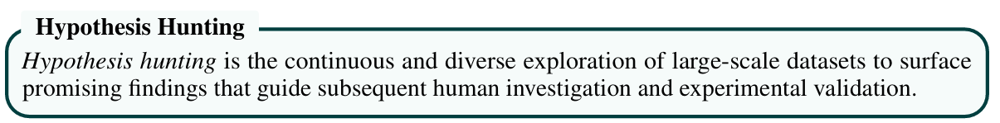 Hypothesis Hunting
Hypothesis hunting is the continuous and diverse exploration of large-scale datasets to surface
promising findings that guide subsequent human investigation and experimental validation.